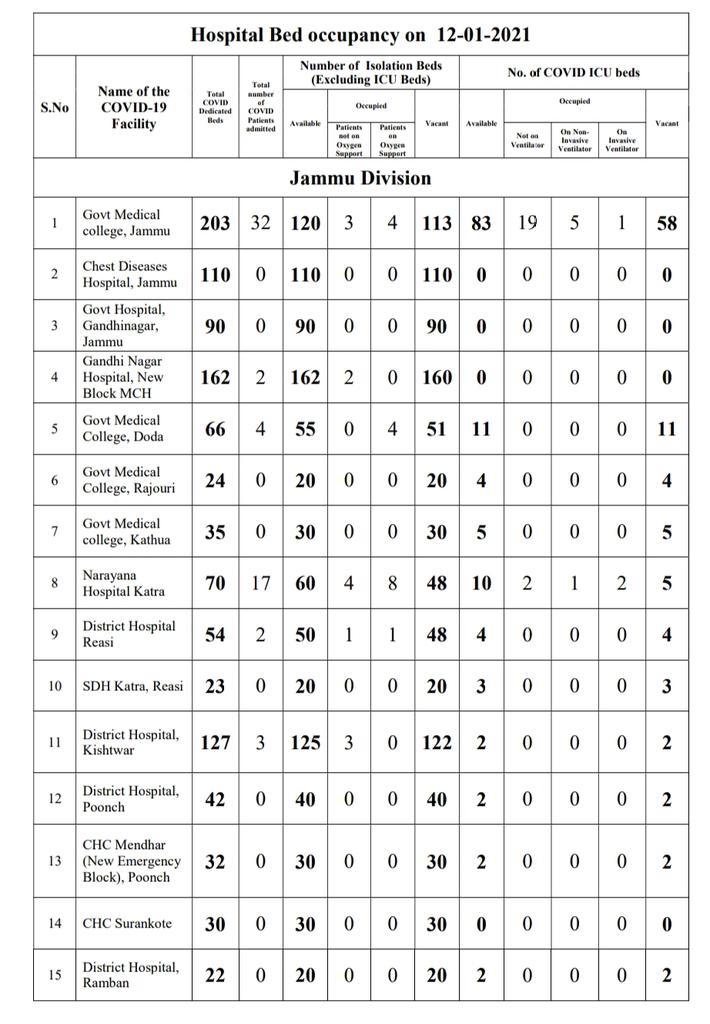 Hospital Bed occupancy on 12-01-2021
S.No
Name of the
COVID-19
Facility
Total
COVID
Dedicated
Beds
Total
number
of
COVID
Patients
admitted
Number of Isolation Beds
(Excluding ICU Beds)
No. of COVID ICU beds
Available
Occupied
Patients
not on
Oxygen
Support
Patients
on
Oxygen
Support
Vacant
Available
Occupied
Not on
Ventilator
On Non-
Invasive
Ventilator
On
Invasive
Ventilator
Vacant
Jammu Division
1 Govt Medical
college, Jammu 203 32 120 3 4 113 83 19 5 1 58
2 Chest Diseases
Hospital, Jammu 110 0 110 0 0 110 0 0 0 0 0
3 Govt Hospital,
Gandhinagar,
Jammu 90 0 90 0 0 90 0 0 0 0 0
4 Gandhi Nagar
Hospital, New
Block MCH 162 2 162 2 0 160 0 0 0 0 0
5 Govt Medical
College, Doda 66 4 55 0 4 51 11 0 0 0 11
6 Govt Medical
College, Rajouri 24 0 20 0 0 20 4 0 0 0 4
7 Govt Medical
college, Kathua 35 0 30 0 0 30 5 0 0 0 5
8 Narayana
Hospital Katra 70 17 60 4 8 48 10 2 1 2 5
9 District Hospital
Reasi 54 2 50 1 1 48 4 0 0 0 4
10 SDH Katra, Reasi 23 0 20 0 0 20 3 0 0 0 3
11 District Hospital,
Kishtwar 127 3 125 3 0 122 2 0 0 0 2
12 District Hospital,
Poonch 42 0 40 0 0 40 2 0 0 0 2
13 CHC Mendhar
(New Emergency
Block), Poonch 32 0 30 0 0 30 2 0 0 0 2
14 CHC Surankote 30 0 30 0 0 30 0 0 0 0 0
15 District Hospital,
Ramban 22 0 20 0 0 20 2 0 0 0 2